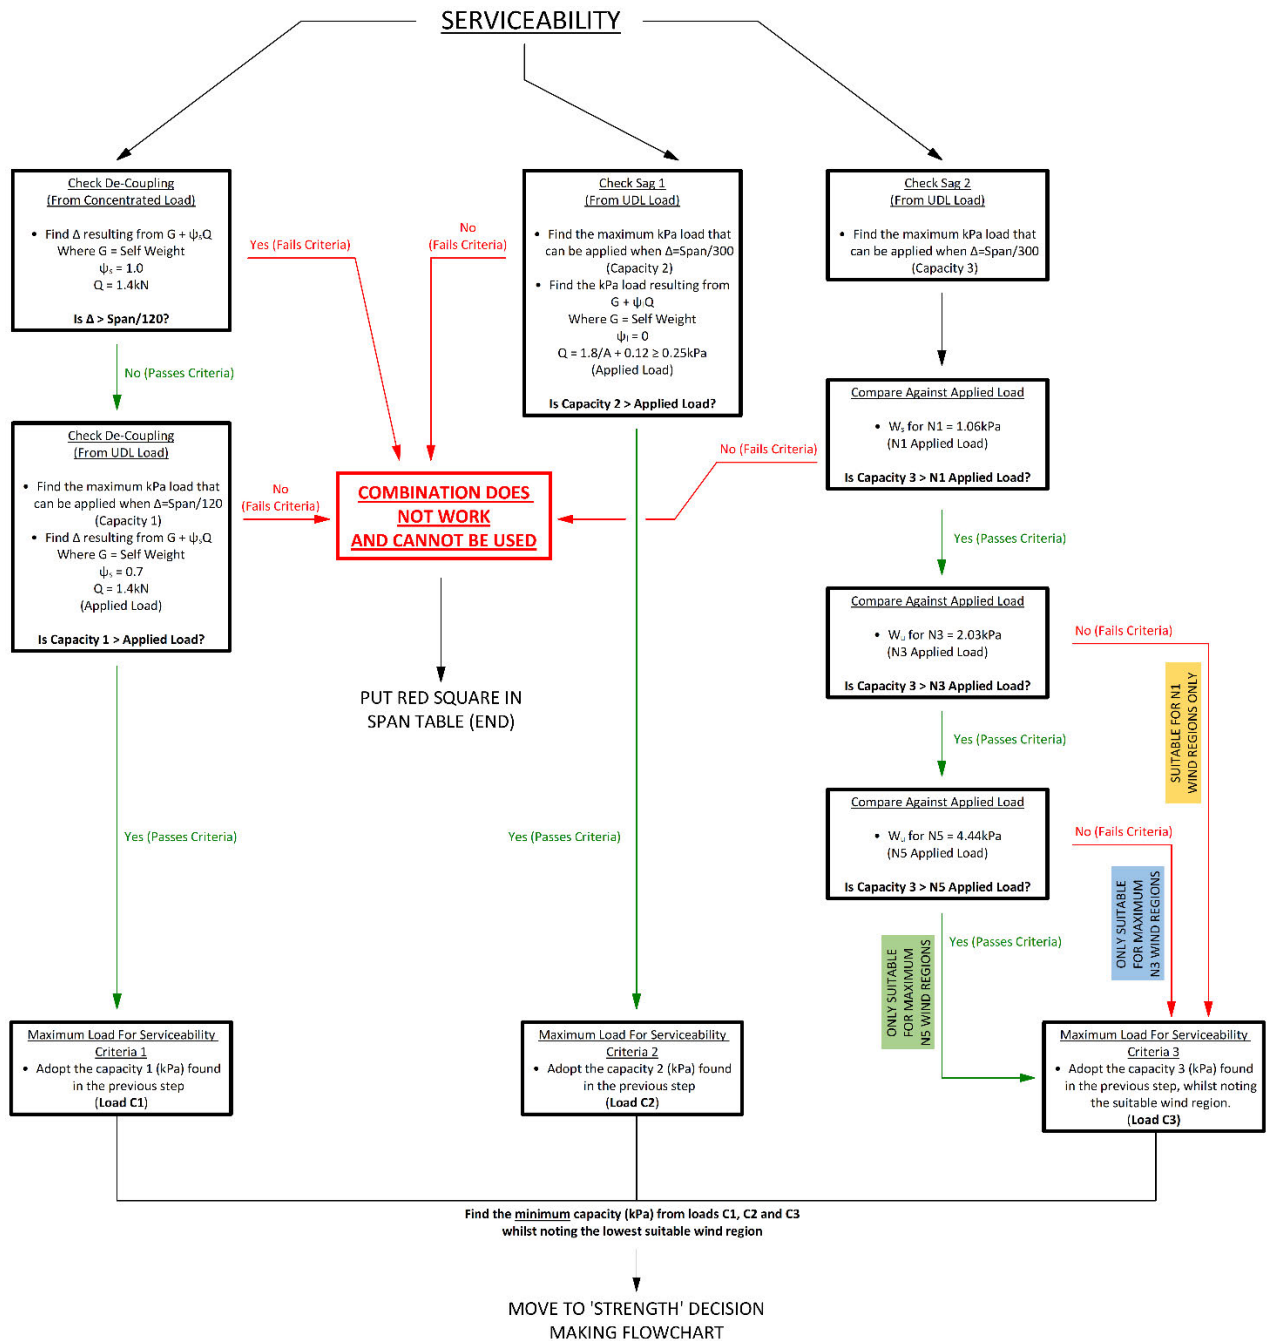 SERVICEABILITY
Check De-Coupling
(From Concentrated Load)
• Find Δ resulting from G + ψsQ
Where G = Self Weight
ψs = 1.0
Q = 1.4kN
Is Δ > Span/120?
Yes (Fails Criteria)
No (Passes Criteria)
Check De-Coupling
(From UDL Load)
• Find the maximum kPa load that
can be applied when Δ=Span/120
(Capacity 1)
• Find Δ resulting from G + ψsQ
Where G = Self Weight
ψs = 0.7
Q = 1.4kN
(Applied Load)
Is Capacity 1 > Applied Load?
No
(Fails Criteria)
Yes (Passes Criteria)
Check Sag 1
(From UDL Load)
• Find the maximum kPa load that
can be applied when Δ=Span/300
(Capacity 2)
• Find the kPa load resulting from
G + ψlQ
Where G = Self Weight
ψl = 0
Q = 1.8/A + 0.12 ≥ 0.25kPa
(Applied Load)
Is Capacity 2 > Applied Load?
No
(Fails Criteria)
Yes (Passes Criteria)
COMBINATION DOES
NOT WORK
AND CANNOT BE USED
PUT RED SQUARE IN
SPAN TABLE (END)
Check Sag 2
(From UDL Load)
• Find the maximum kPa load that
can be applied when Δ=Span/300
(Capacity 3)
Compare Against Applied Load
• Ws for N1 = 1.06kPa
(N1 Applied Load)
Is Capacity 3 > N1 Applied Load?
No (Fails Criteria)
Yes (Passes Criteria)
Compare Against Applied Load
• Wu for N3 = 2.03kPa
(N3 Applied Load)
Is Capacity 3 > N3 Applied Load?
No (Fails Criteria)
SUITABLE FOR N1
WIND REGIONS ONLY
Yes (Passes Criteria)
Compare Against Applied Load
• Wu for N5 = 4.44kPa
(N5 Applied Load)
Is Capacity 3 > N5 Applied Load?
No (Fails Criteria)
ONLY SUITABLE
FOR MAXIMUM
N3 WIND REGIONS
Yes (Passes Criteria)
ONLY SUITABLE
FOR MAXIMUM
N5 WIND REGIONS
Maximum Load For Serviceability
Criteria 1
• Adopt the capacity 1 (kPa) found
in the previous step
(Load C1)
Maximum Load For Serviceability
Criteria 2
• Adopt the capacity 2 (kPa) found
in the previous step
(Load C2)
Maximum Load For Serviceability
Criteria 3
• Adopt the capacity 3 (kPa) found
in the previous step, whilst noting
the suitable wind region.
(Load C3)
Find the minimum capacity (kPa) from loads C1, C2 and C3
whilst noting the lowest suitable wind region
MOVE TO 'STRENGTH' DECISION
MAKING FLOWCHART